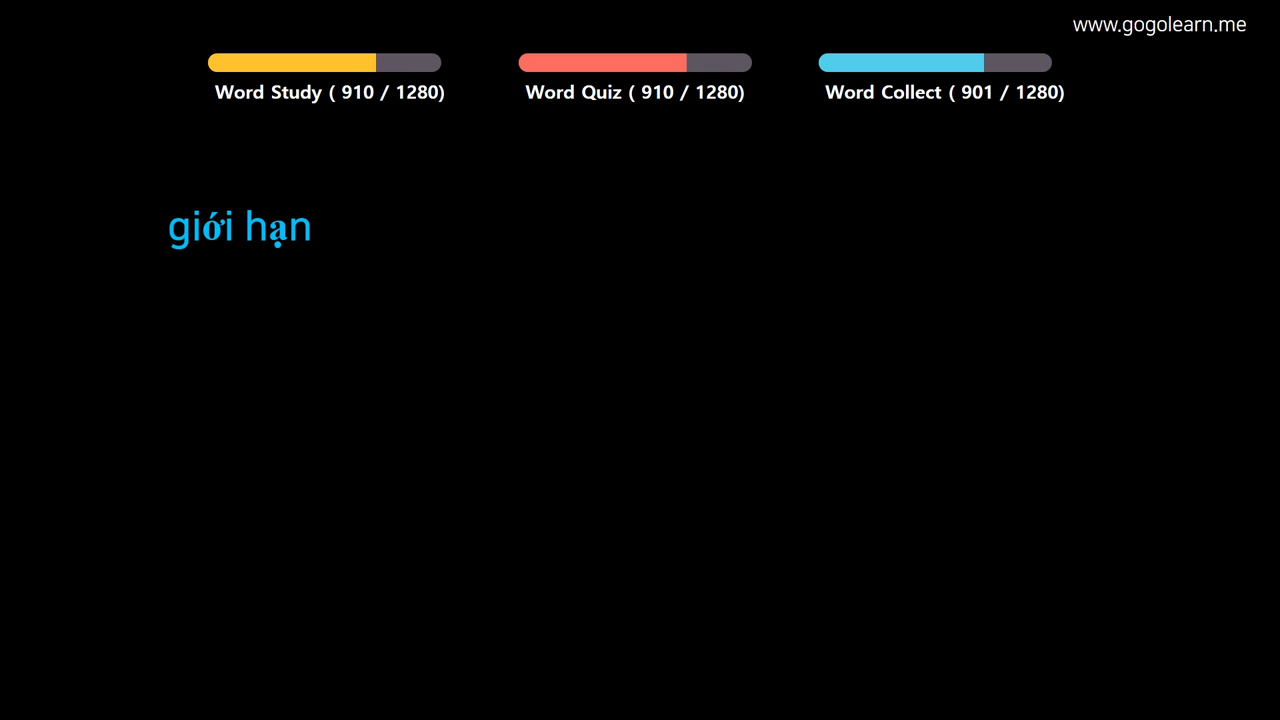 www.gogolearn.me
Word Study ( 910 / 1280)
Word Quiz ( 910 / 1280)
Word Collect ( 901 / 1280)
giới hạn